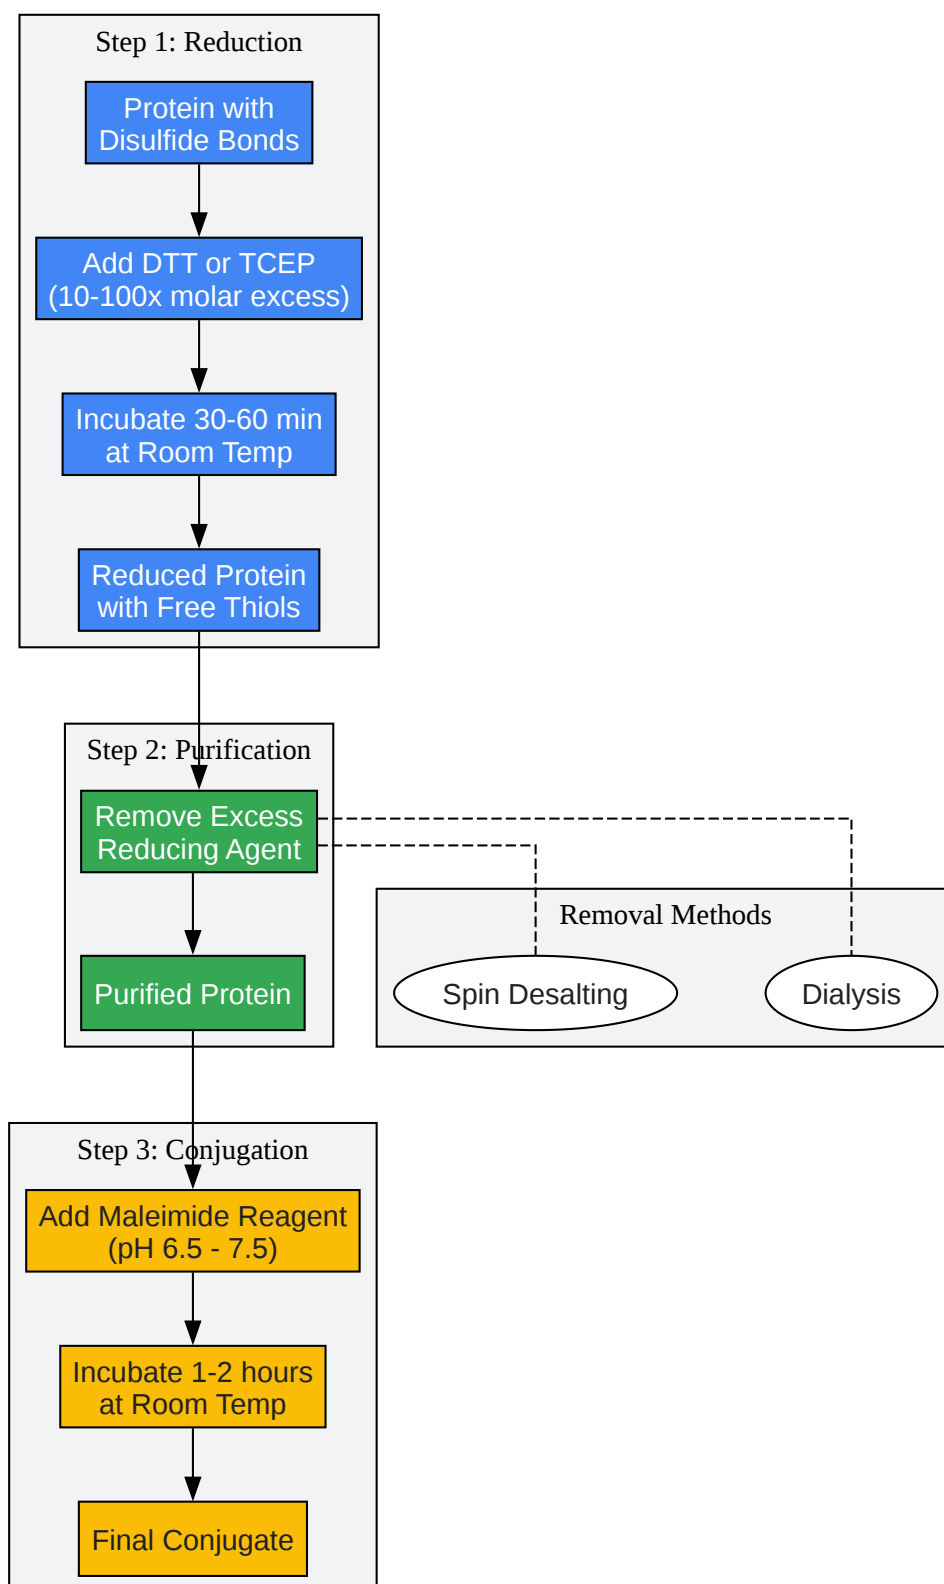 Step 1: Reduction
Protein with
Disulfide Bonds
Add DTT or TCEP
(10-100x molar excess)
Incubate 30-60 min
at Room Temp
Reduced Protein
with Free Thiols
Step 2: Purification
Remove Excess
Reducing Agent
Purified Protein
Removal Methods
Spin Desalting
Dialysis
Step 3: Conjugation
Add Maleimide Reagent
(pH 6.5 - 7.5)
Incubate 1-2 hours
at Room Temp
Final Conjugate